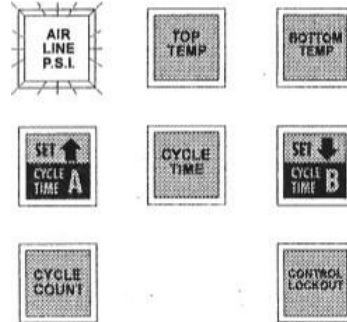 AIR
LINE
P.S.I.
TOP
TEMP
BOTTOM
TEMP
SET
CYCLE
TIME A
CYCLE
TIME
SET
CYCLE
TIME B
CYCLE
COUNT
CONTROL
LOCKOUT